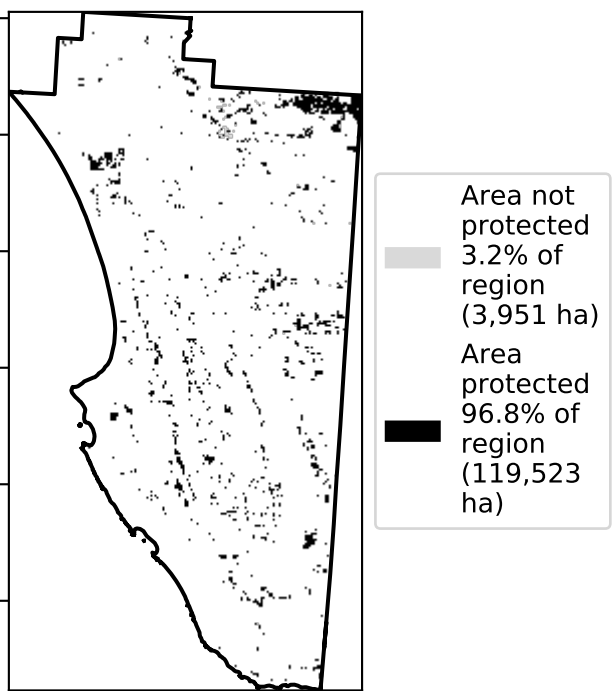 Area not
protected
3.2% of
region
(3,951 ha)
Area
protected
96.8% of
region
(119,523
ha)